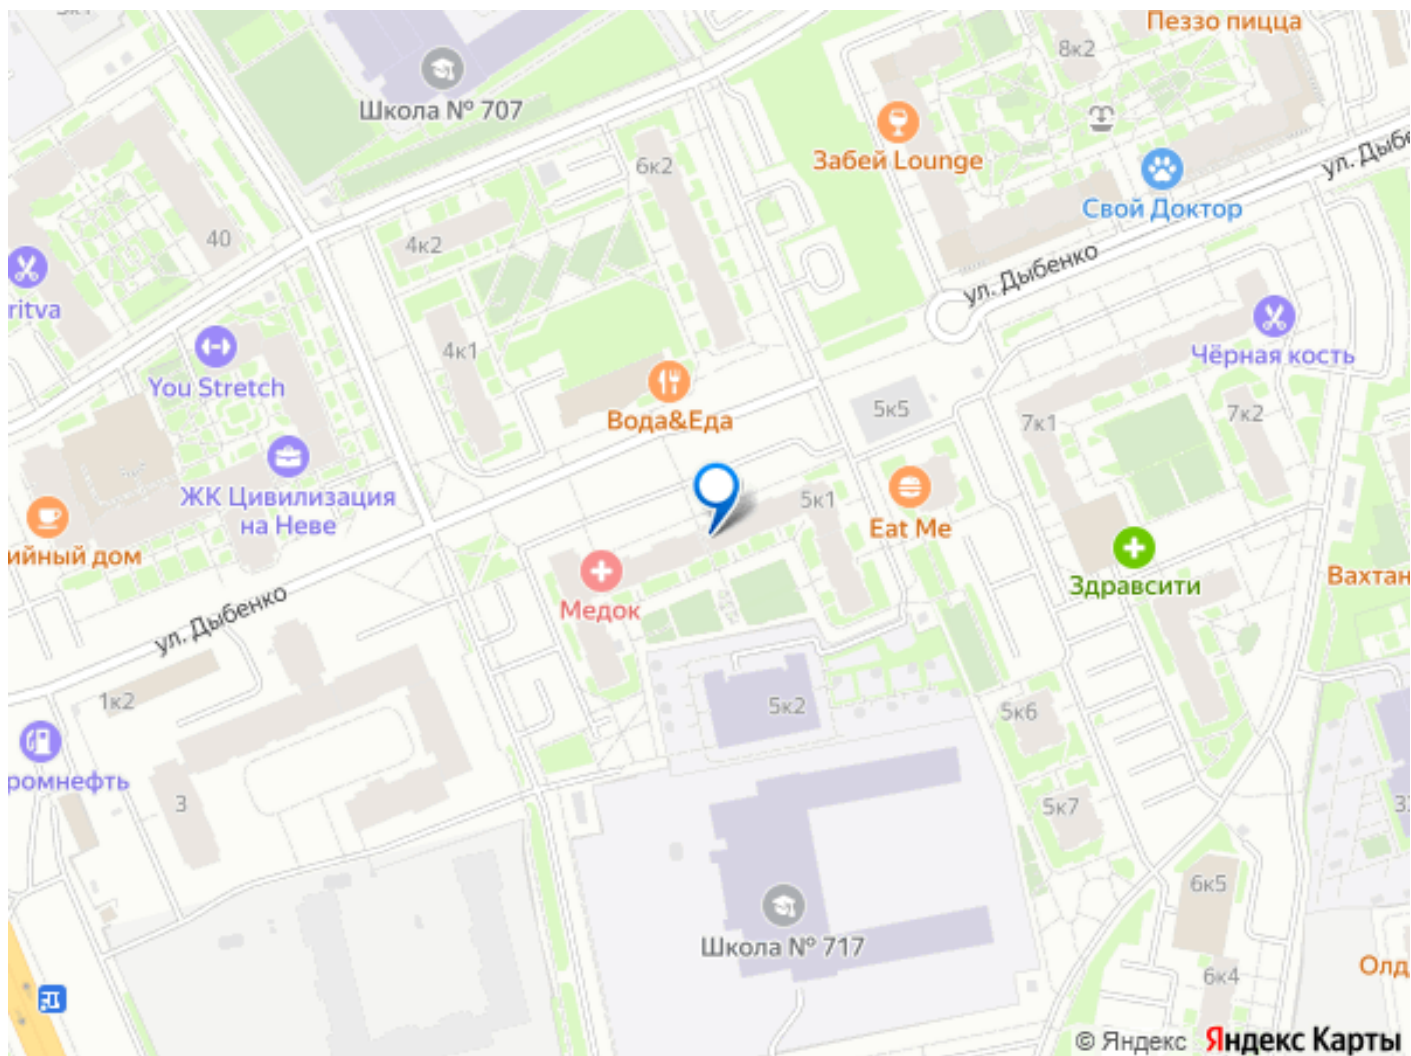 Пеззо пицца
8к2
Школа № 707
Забей Lounge
ул. Дыбе
6к2
Свой Доктор
40
4к2
ул. Дыбенко
ritva
4к1
You Stretch
Чёрная кость
Вода&Еда
5к5
7к1
7к2
ЖК Цивилизация
на Неве
5к1
Eat Me
ийный дом
Медок
Здравсити
Вахтан
ул. Дыбенко
1к2
5к2
5к6
ромнефть
3
5к7
6к5
Школа № 717
6к4
Олд
© Яндекс Яндекс Карты